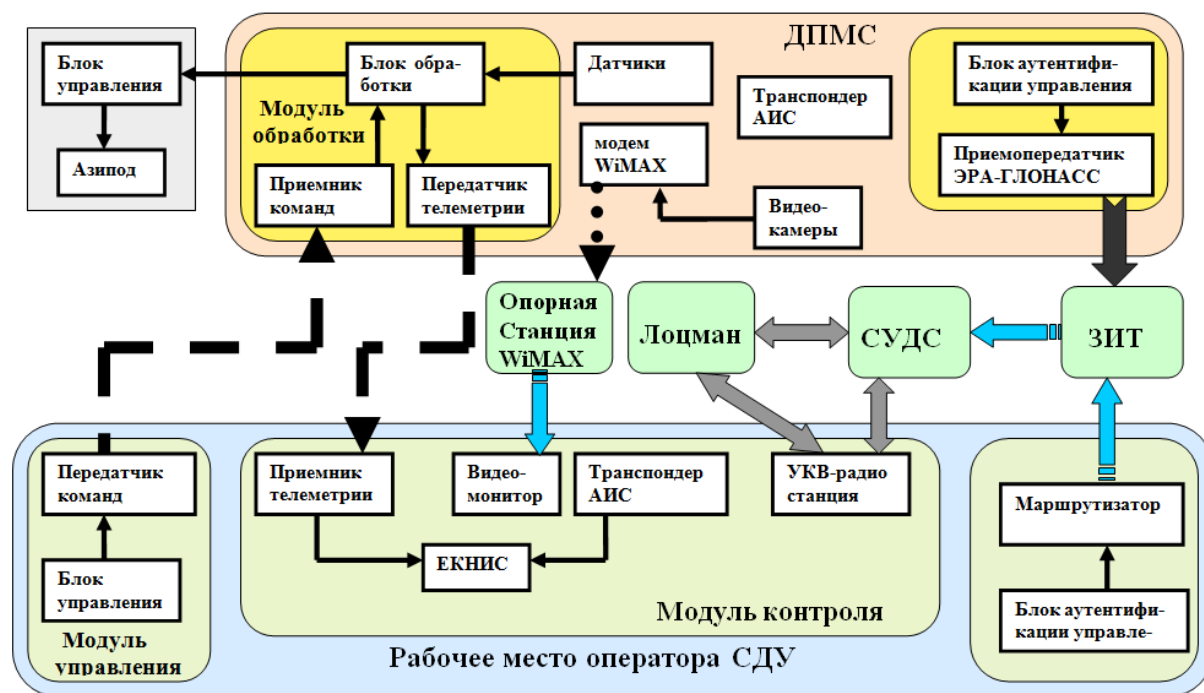 ДПМС
Блок
управления
Азипод
Блок обра-
ботки
Модуль
обработки
Приемник
команд
Передатчик
телеметрии
Датчики
модем
WiMAX
Видео-
камеры
Транспондер
АИС
Блок аутентифи-
кации управления
Приемопередатчик
ЭРА-ГЛОНАСС
Опорная
Станция
WiMAX
Лоцман
СУДС
ЗИТ
Передатчик
команд
Блок
управления
Модуль
управления
Приемник
телеметрии
Видео-
монитор
Транспондер
АИС
УКВ-радио
станция
ЕКНИС
Модуль контроля
Маршрутизатор
Блок аутентифи-
кации управле-
Рабочее место оператора СДУ